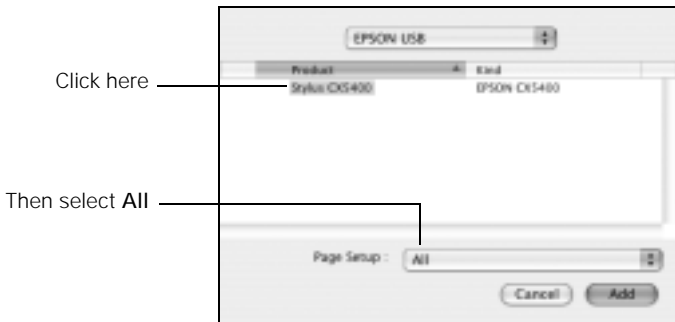 EPSON USB
Product Kind
Click here
Stylus CX5400 EPSON CX5400
Then select All
Page Setup : All
Cancel Add